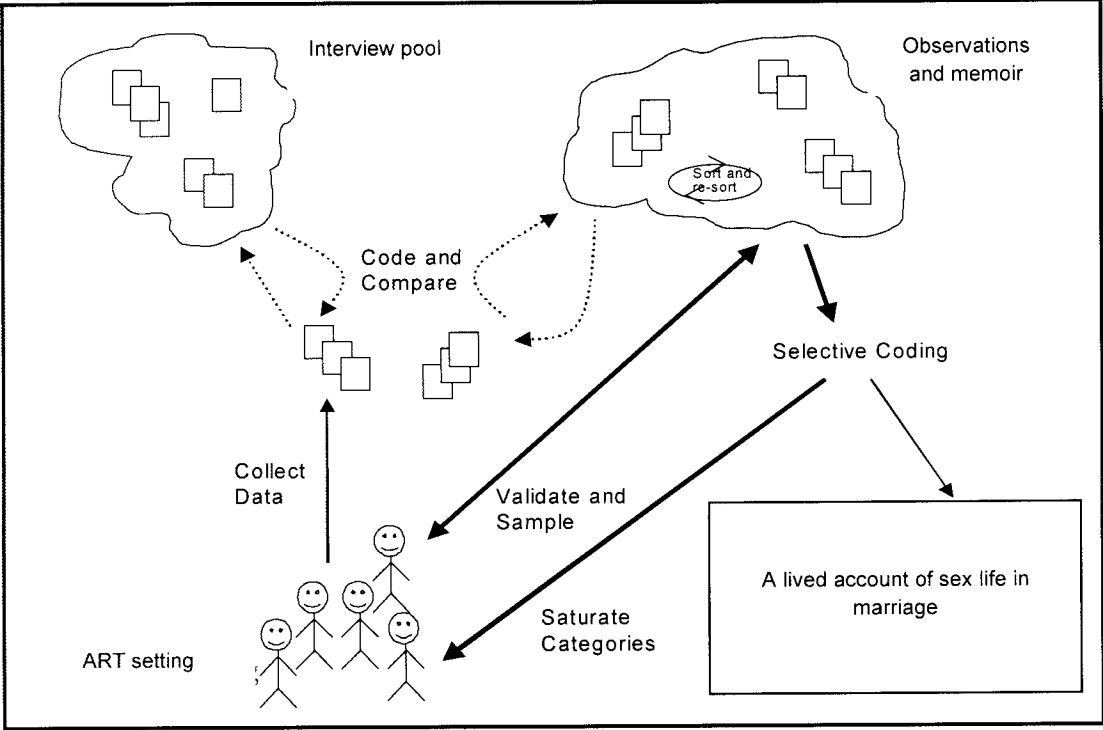 Interview pool
Observations
and memoir
Sort and
re-sort
Code and
Compare
Selective Coding
Collect
Data
Validate and
Sample
A lived account of sex life in
marriage
Saturate
Categories
ART setting